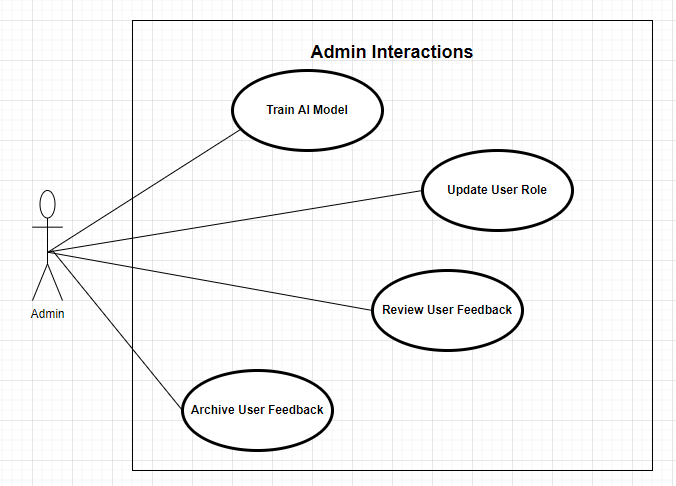 Admin Interactions
Train AI Model
Update User Role
Admin
Review User Feedback
Archive User Feedback